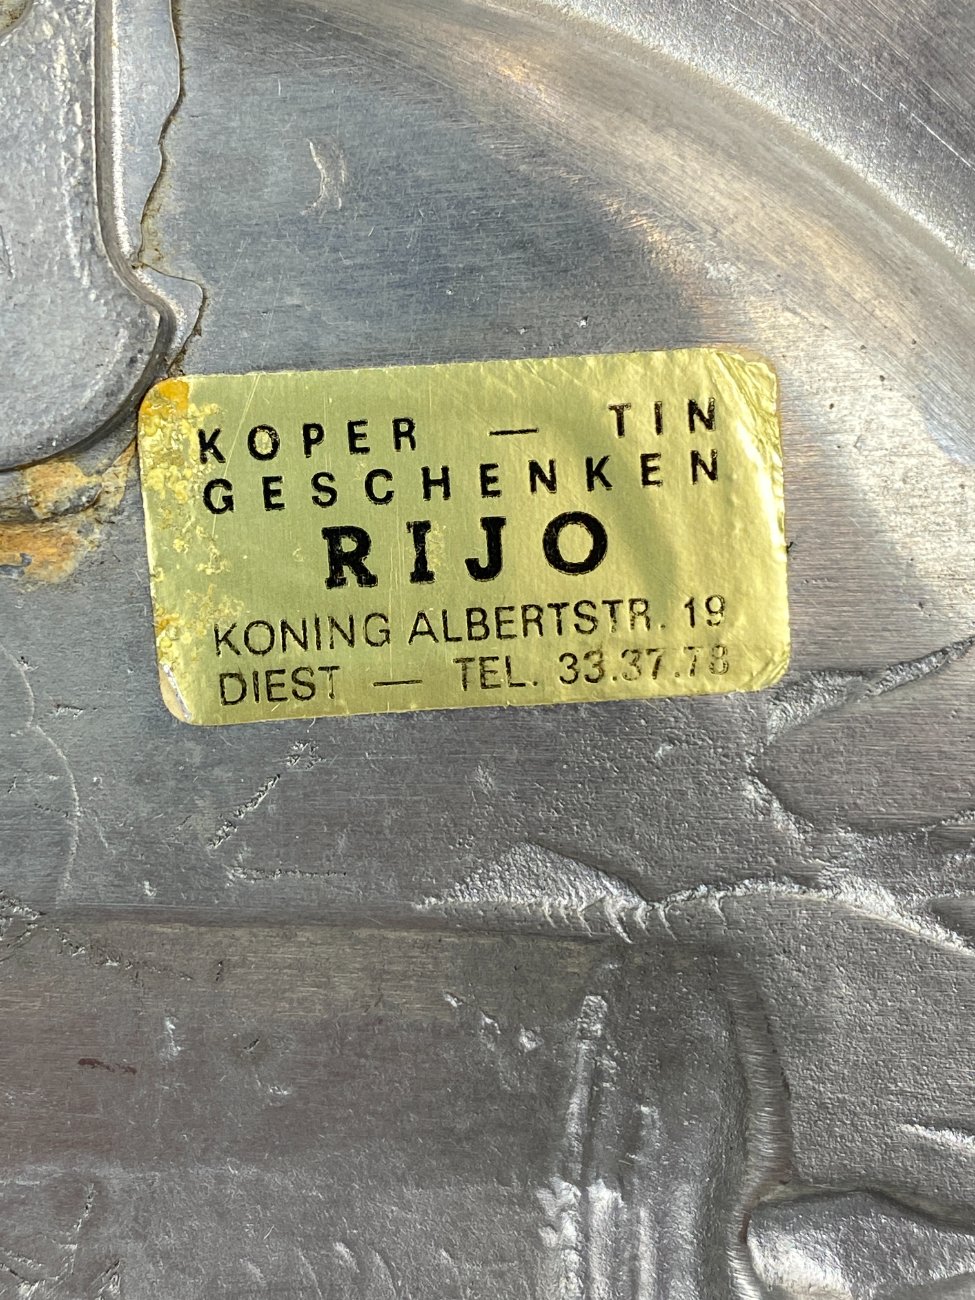 KOPER — TIN
GESCHENKEN
RIJO
KONING ALBERTSTR. 19
DIEST — TEL. 33.37.78